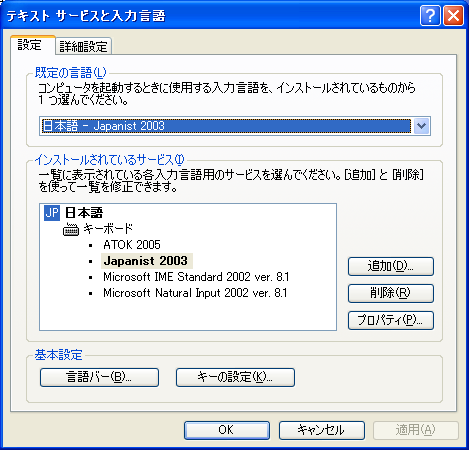 テキスト サービスと入力言語
設定
詳細設定
既定の言語(L)
コンピュータを起動するときに使用する入力言語を、インストールされているものから
1 つ選んでください。
日本語 - Japanist 2003
インストールされているサービス(I)
一覧に表示されている各入力言語用のサービスを選んでください。[追加] と [削除]
を使って一覧を修正できます。
JP 日本語
キーボード
• ATOK 2005
• Japanist 2003
• Microsoft IME Standard 2002 ver. 8.1
• Microsoft Natural Input 2002 ver. 8.1
追加(D)...
削除(R)
プロパティ(P)...
基本設定
言語バー(B)...
キーの設定(K)...
OK
キャンセル
適用(A)